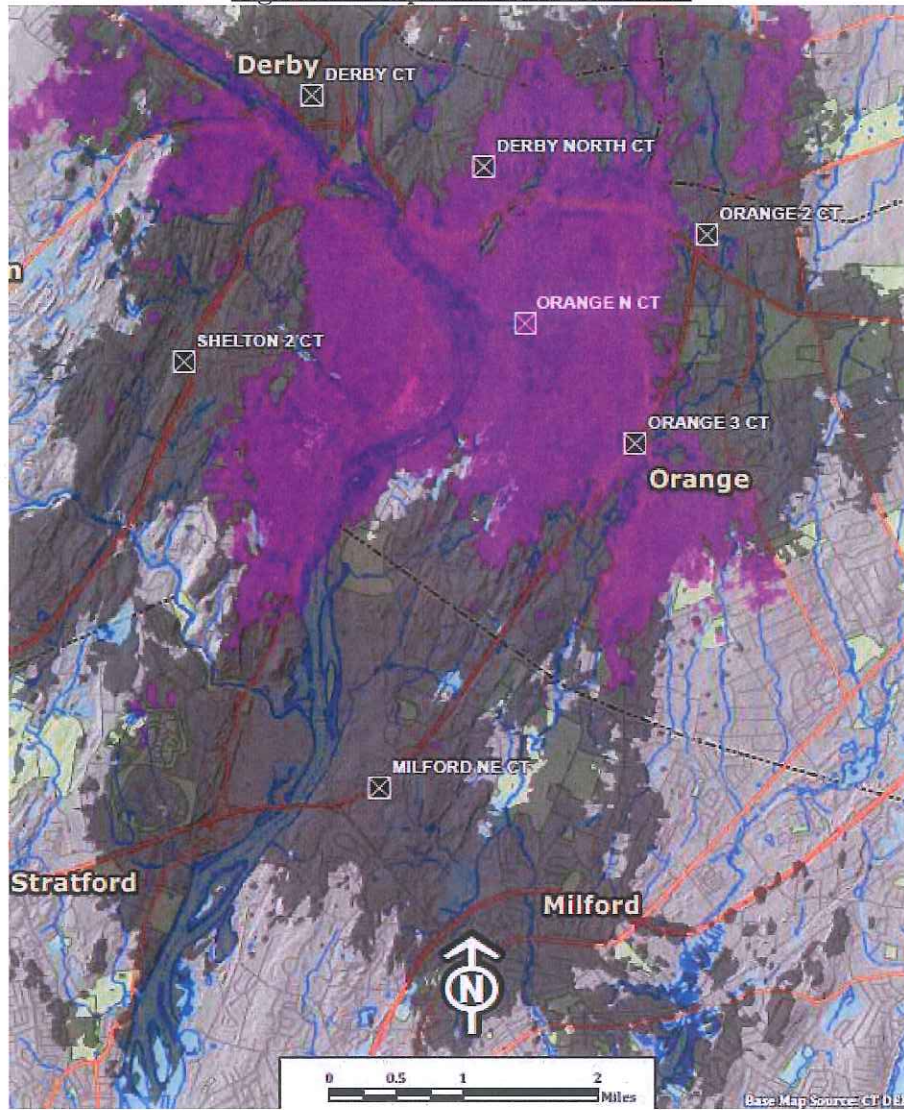 Derby
DERBY CT
DERBY NORTH CT
ORANGE 2 CT
ORANGE N CT
SHELTON 2 CT
ORANGE 3 CT
Orange
MILFORD NE CT
Stratford
Milford
N
0 0.5 1 2
Miles
Base Map Source: CT DE